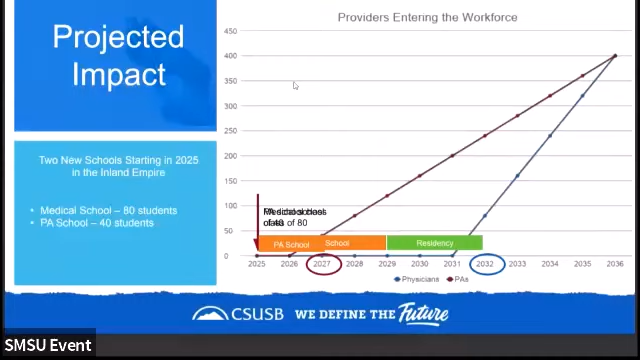 Projected
Impact
Two New Schools Starting in 2025
in the Inland Empire
• Medical School – 80 students
• PA School – 40 students
Providers Entering the Workforce
450
400
350
300
250
200
150
100
50
0
of 80
PA School
School
Residency
2025 2026 2027 2028 2029 2030 2031 2032 2033 2034 2035 2036
Physicians PAs
CSUSB WE DEFINE THE Future
SMSU Event